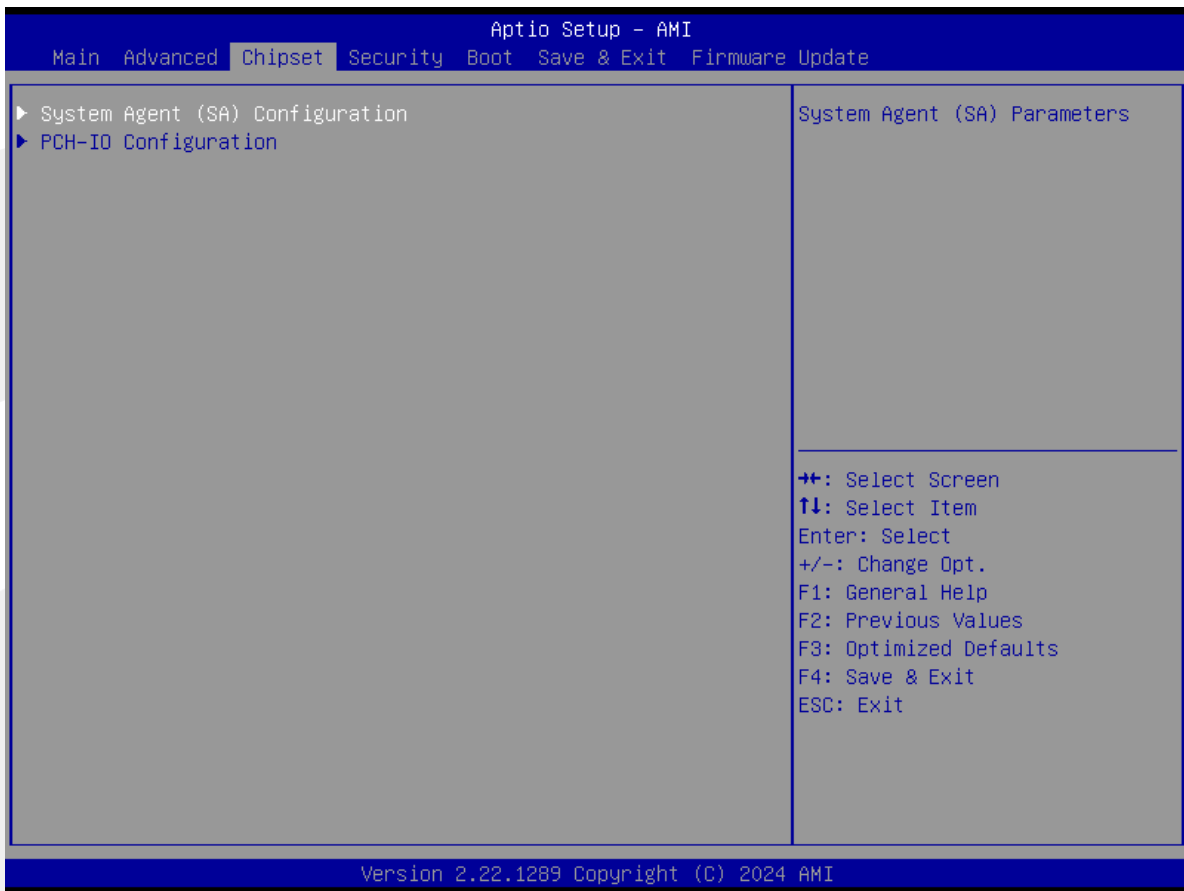 Aptio Setup – AMI
Main Advanced Chipset Security Boot Save & Exit Firmware Update
▶ System Agent (SA) Configuration
▶ PCH-IO Configuration
System Agent (SA) Parameters
→←: Select Screen
↑↓: Select Item
Enter: Select
+/-: Change Opt.
F1: General Help
F2: Previous Values
F3: Optimized Defaults
F4: Save & Exit
ESC: Exit
Version 2.22.1289 Copyright (C) 2024 AMI